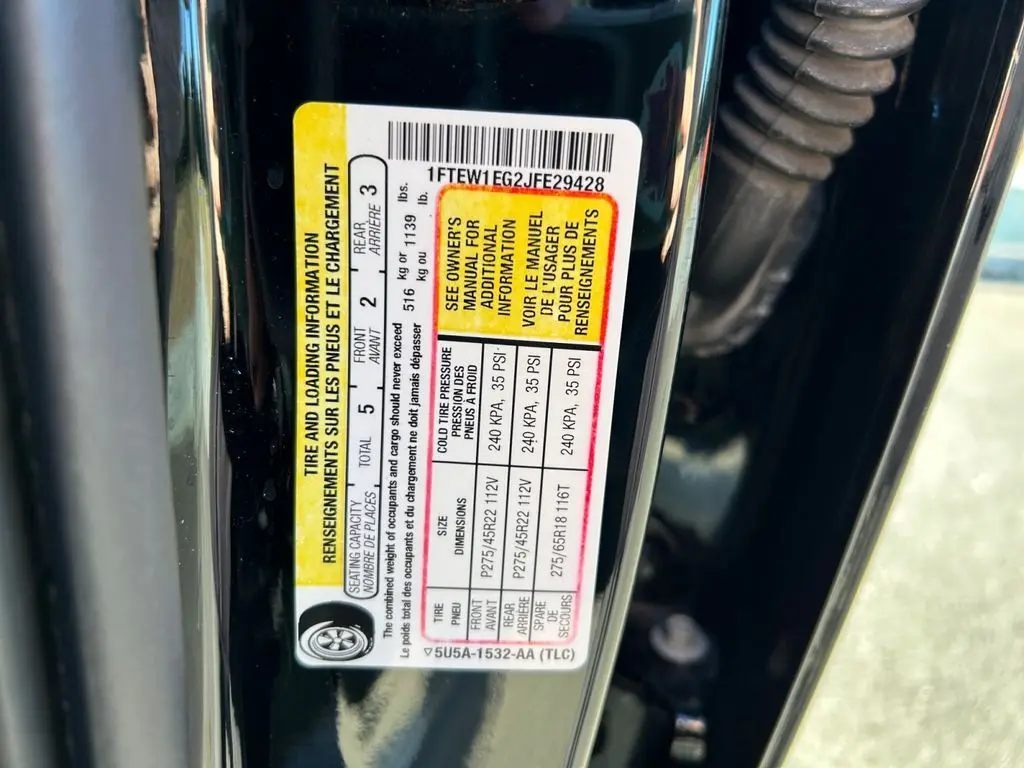 1FTEW1EG2JFE29428
TIRE AND LOADING INFORMATION
RENSEIGNEMENTS SUR LES PNEUS ET LE CHARGEMENT
SEATING CAPACITY TOTAL 5 FRONT 2 REAR 3
NOMBRE DE PLACES AVANT ARRIÈRE
The combined weight of occupants and cargo should never exceed 516 kg or 1139 lbs.
Le poids total des occupants et du chargement ne doit jamais dépasser kg ou lb.
TIRE SIZE COLD TIRE PRESSURE
PNEU DIMENSIONS PRESSION DES
PNEUS À FROID
FRONT P275/45R22 112V 240 KPA, 35 PSI
AVANT
REAR P275/45R22 112V 240 KPA, 35 PSI
ARRIÈRE
SPARE 275/65R18 116T 240 KPA, 35 PSI
DE
SECOURS
SEE OWNER'S
MANUAL FOR
ADDITIONAL
INFORMATION
VOIR LE MANUEL
DE L'USAGER
POUR PLUS DE
RENSEIGNEMENTS
▽5U5A-1532-AA (TLC)